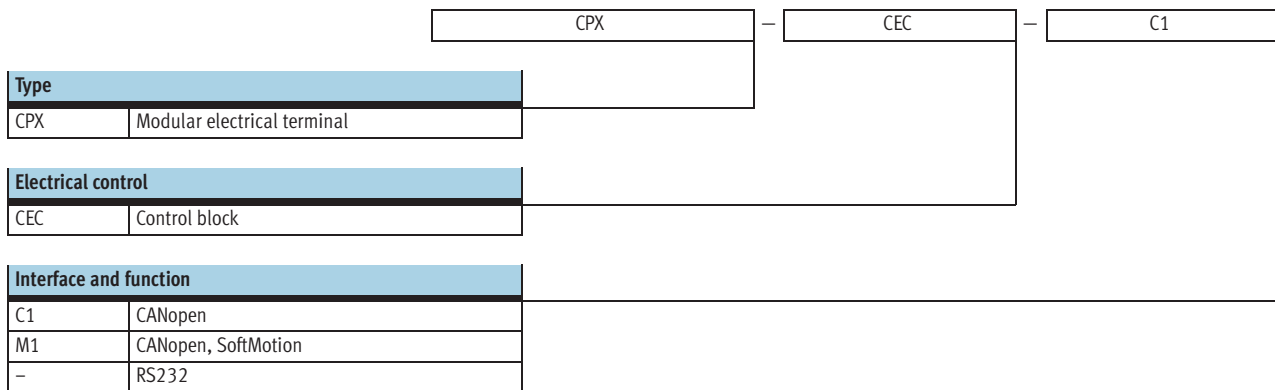 CPX – CEC – C1
Type
CPX Modular electrical terminal
Electrical control
CEC Control block
Interface and function
C1 CANopen
M1 CANopen, SoftMotion
– RS232